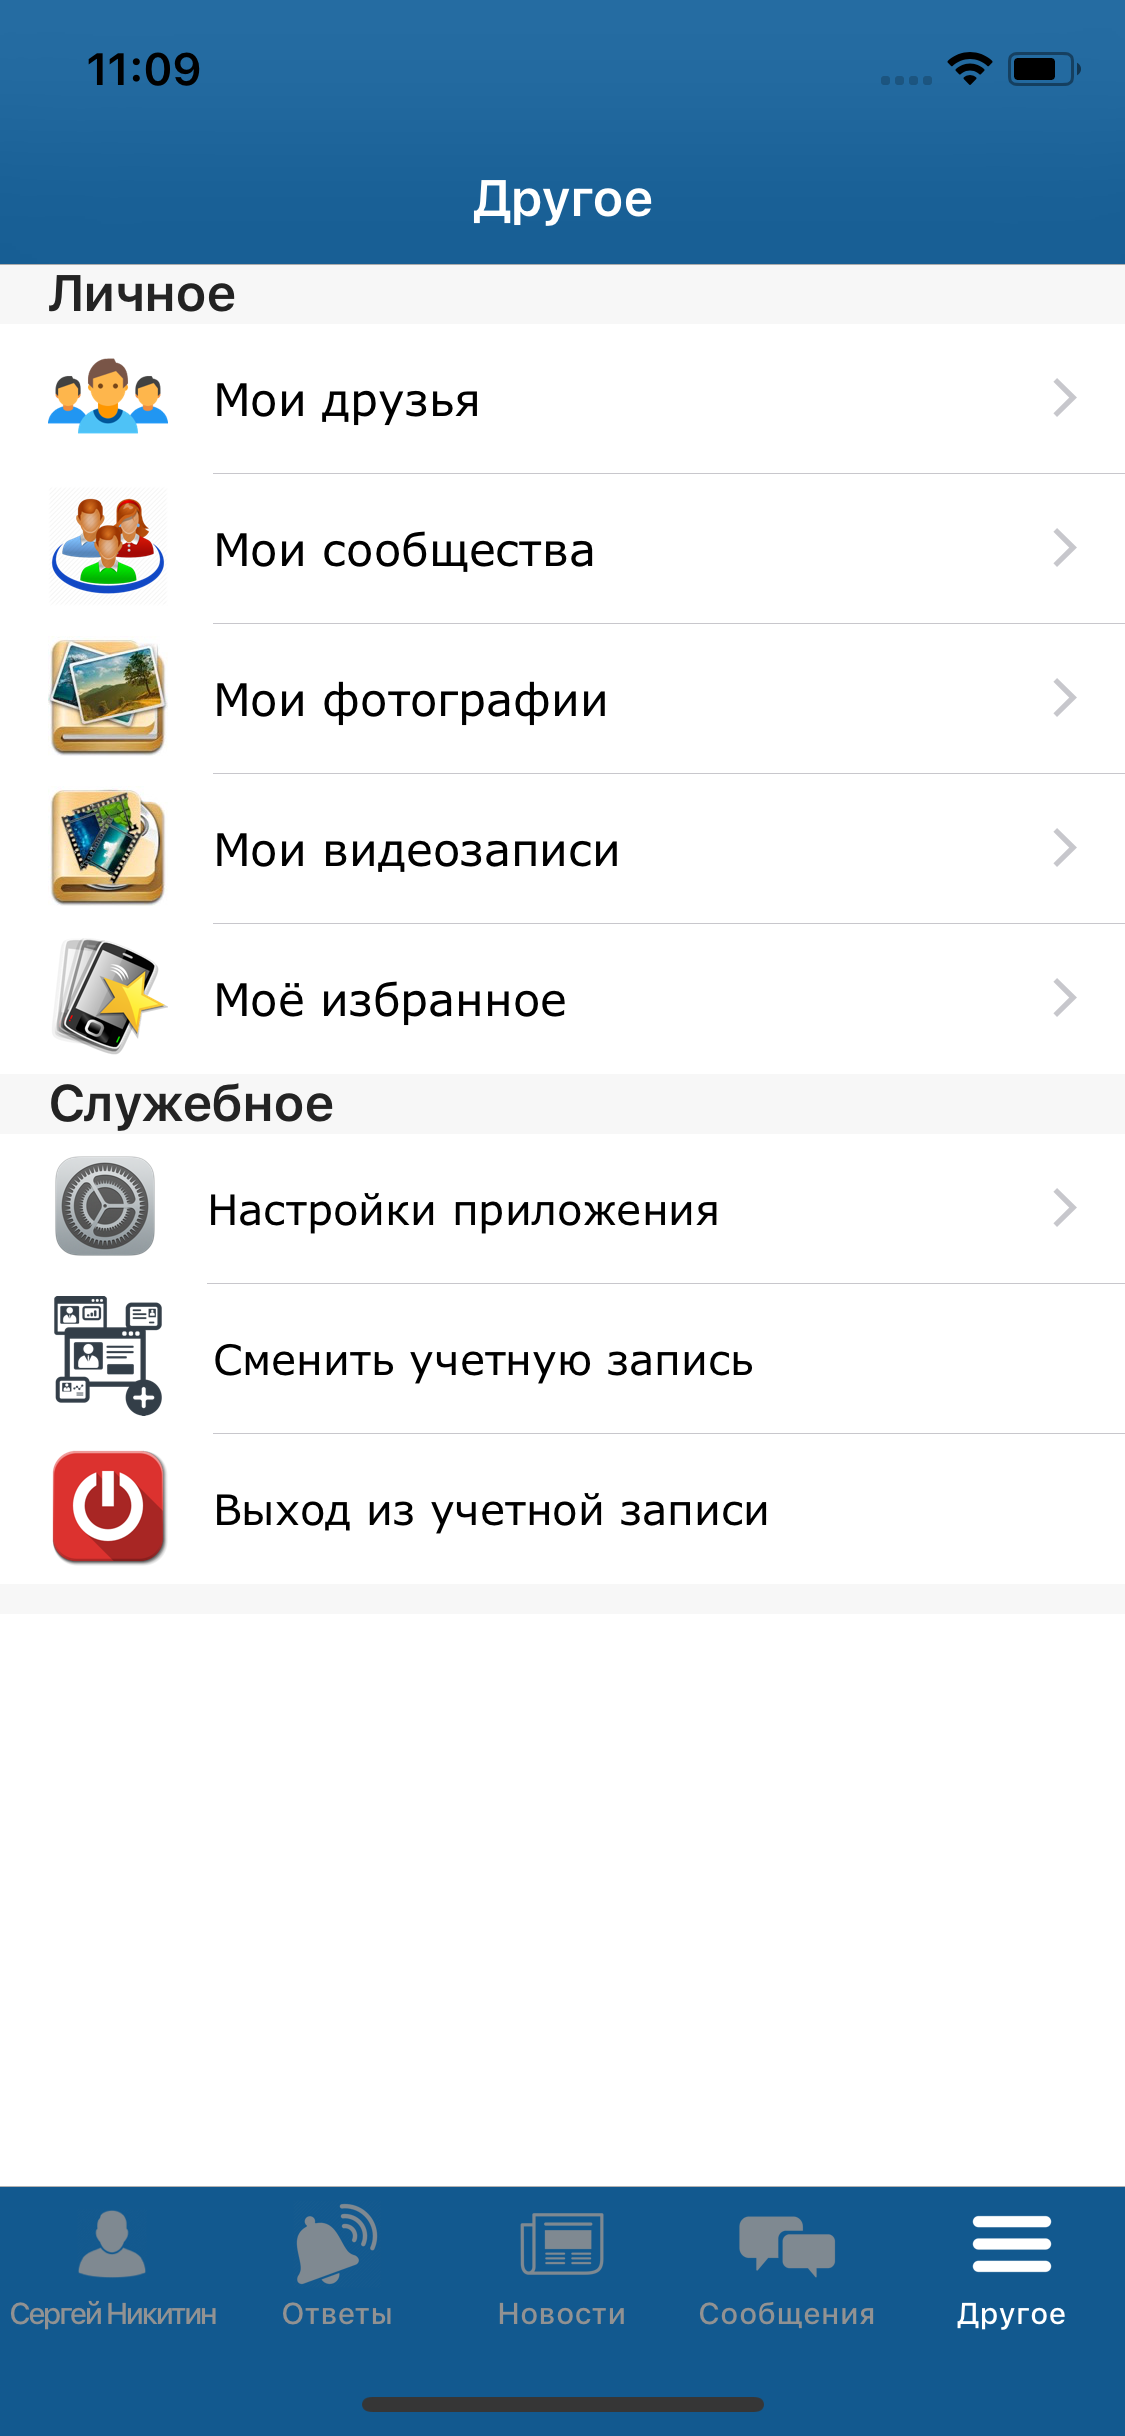 11:09
Другое
Личное
Мои друзья
Мои сообщества
Мои фотографии
Мои видеозаписи
Моё избранное
Служебное
Настройки приложения
Сменить учетную запись
Выход из учетной записи
Сергей Никитин
Ответы
Новости
Сообщения
Другое